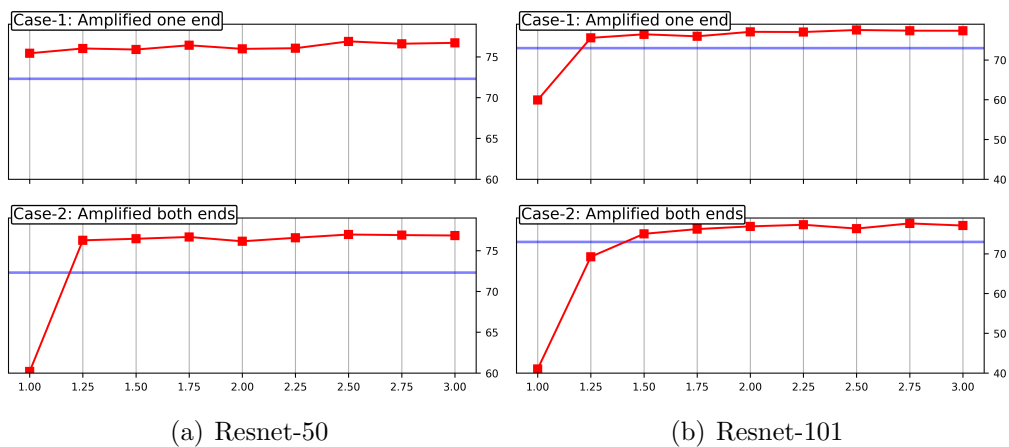 Case-1: Amplified one end
75
70
65
60
Case-2: Amplified both ends
75
70
65
60
1.00 1.25 1.50 1.75 2.00 2.25 2.50 2.75 3.00
(a) Resnet-50
Case-1: Amplified one end
70
60
50
40
Case-2: Amplified both ends
70
60
50
40
1.00 1.25 1.50 1.75 2.00 2.25 2.50 2.75 3.00
(b) Resnet-101